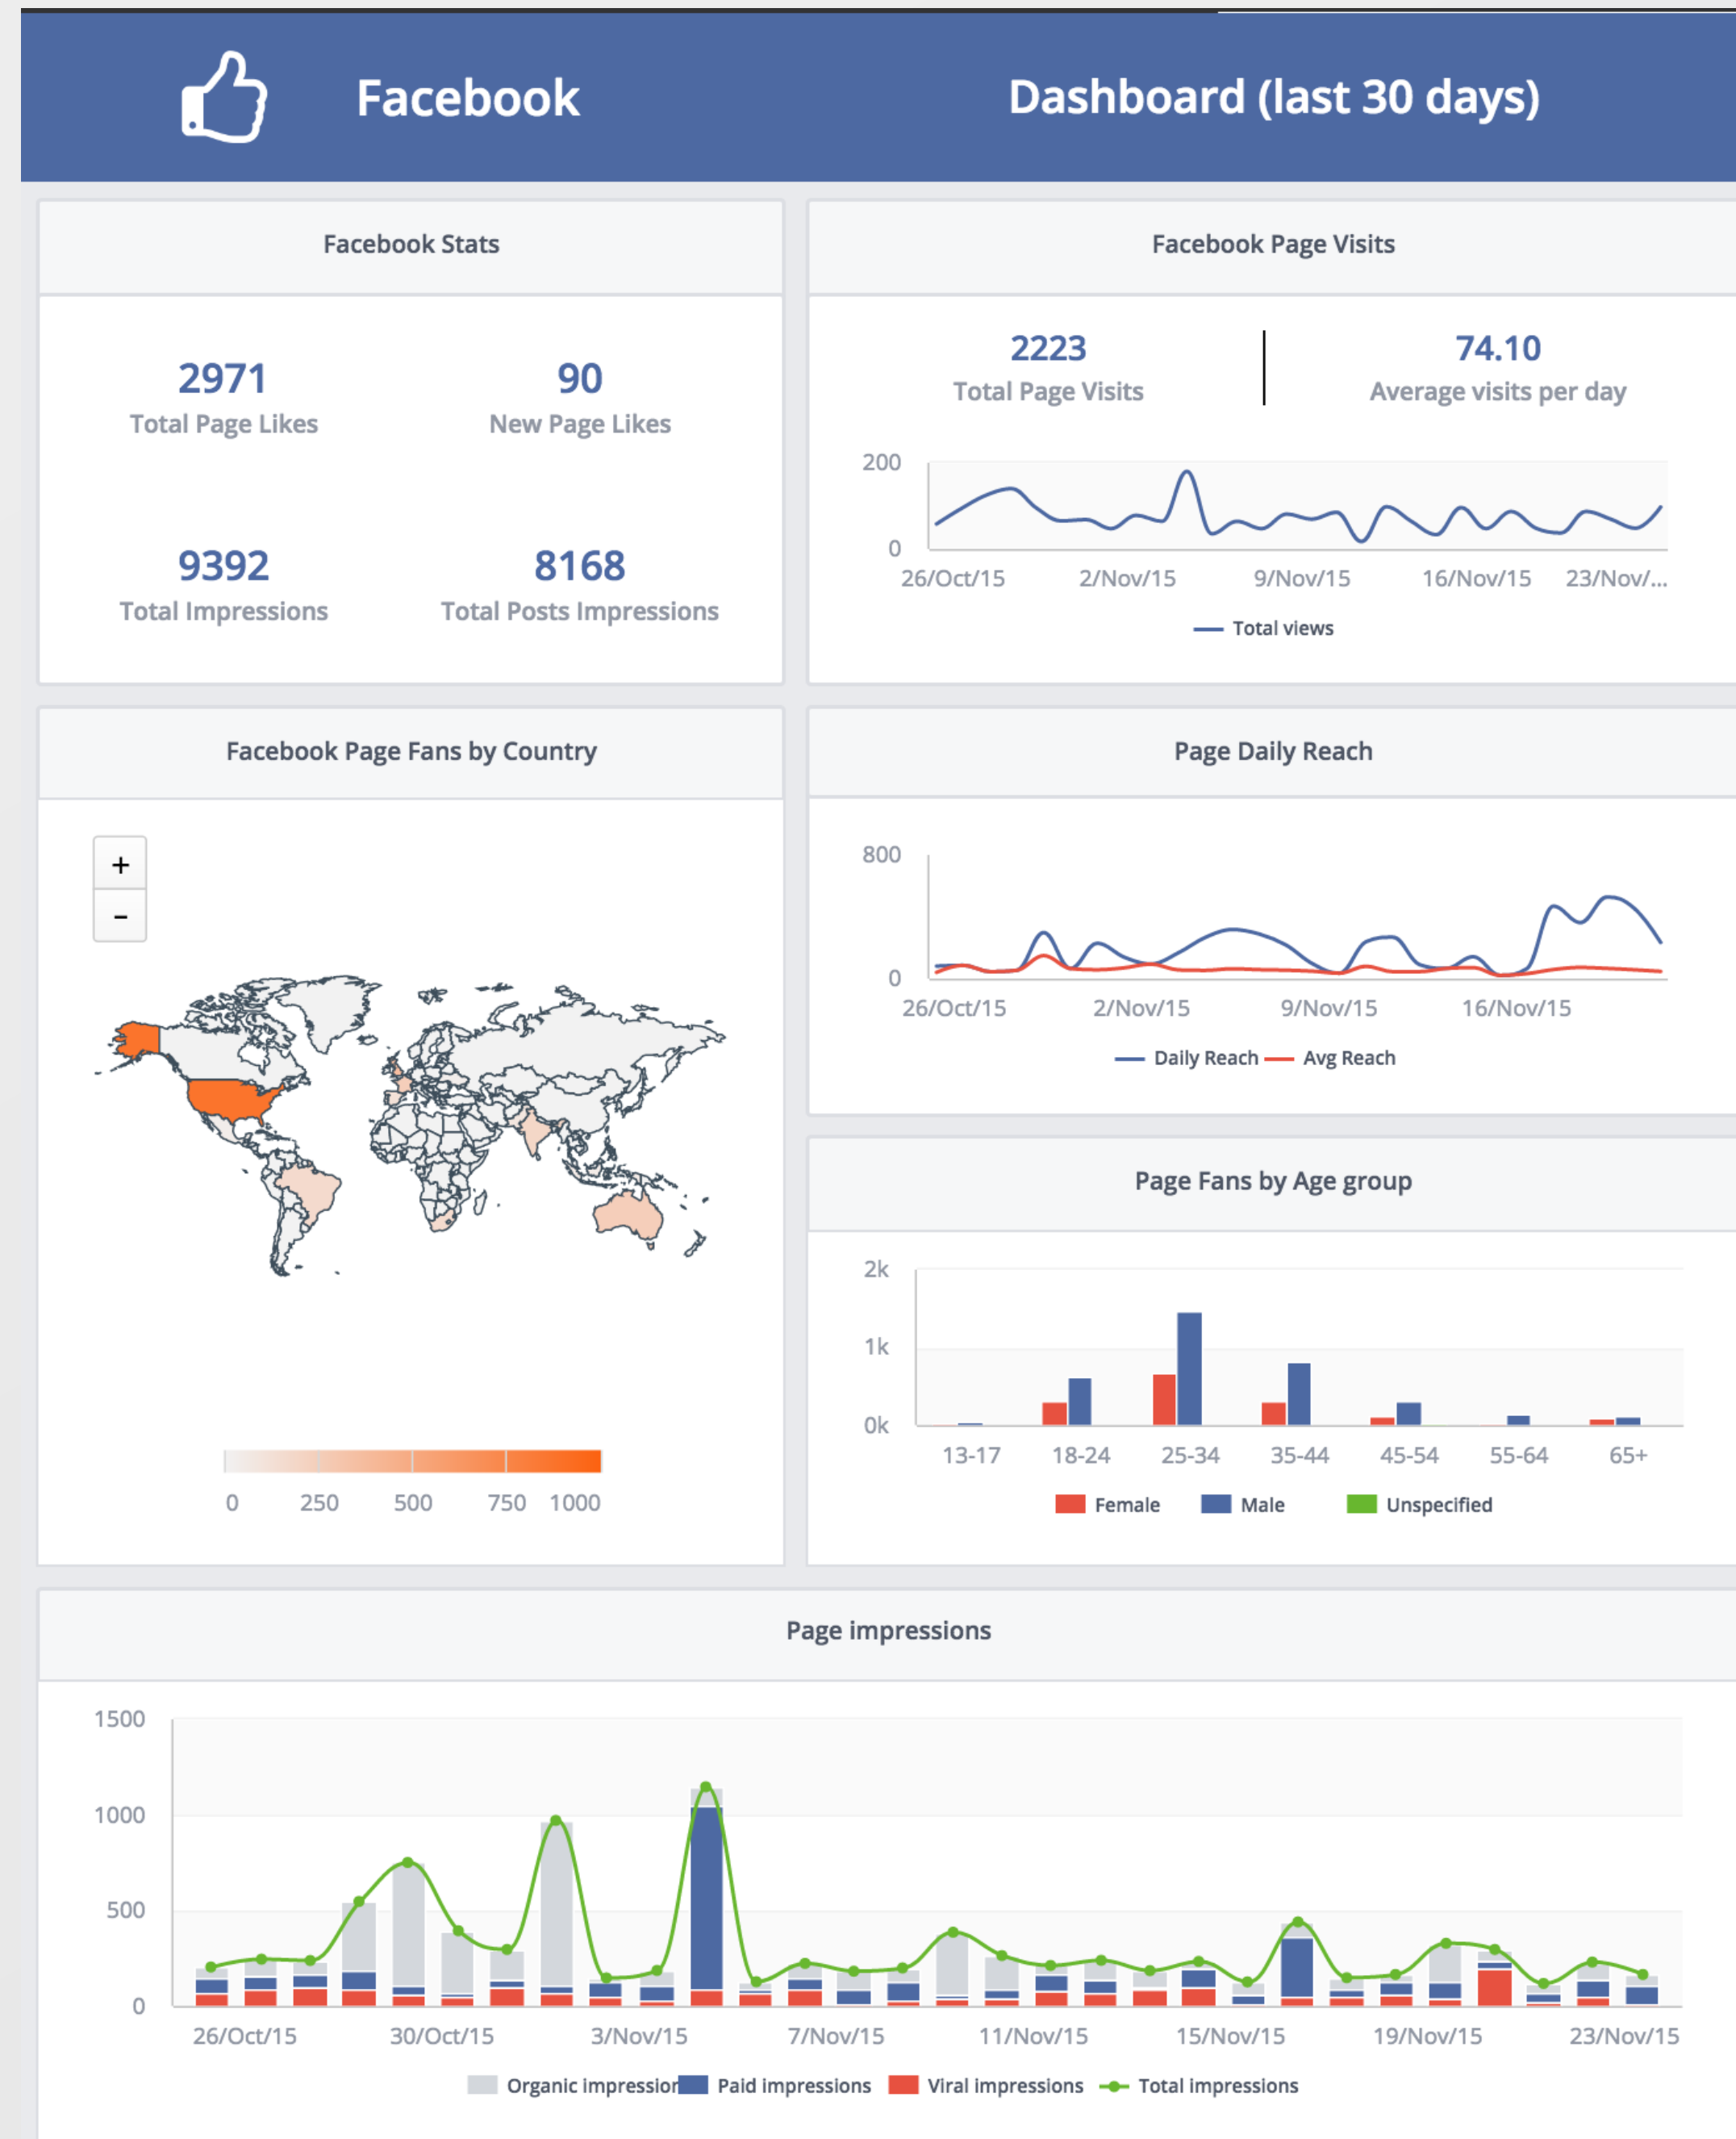 Facebook
Dashboard (last 30 days)
Facebook Stats
2971
Total Page Likes
90
New Page Likes
9392
Total Impressions
8168
Total Posts Impressions
Facebook Page Visits
2223
Total Page Visits
74.10
Average visits per day
200
0
26/Oct/15 2/Nov/15 9/Nov/15 16/Nov/15 23/Nov/...
Total views
Facebook Page Fans by Country
+
-
0 250 500 750 1000
Page Daily Reach
800
0
26/Oct/15 2/Nov/15 9/Nov/15 16/Nov/15
Daily Reach Avg Reach
Page Fans by Age group
2k
1k
0k
13-17 18-24 25-34 35-44 45-54 55-64 65+
Female Male Unspecified
Page impressions
1500
1000
500
0
26/Oct/15 30/Oct/15 3/Nov/15 7/Nov/15 11/Nov/15 15/Nov/15 19/Nov/15 23/Nov/15
Organic impression Paid impressions Viral impressions Total impressions